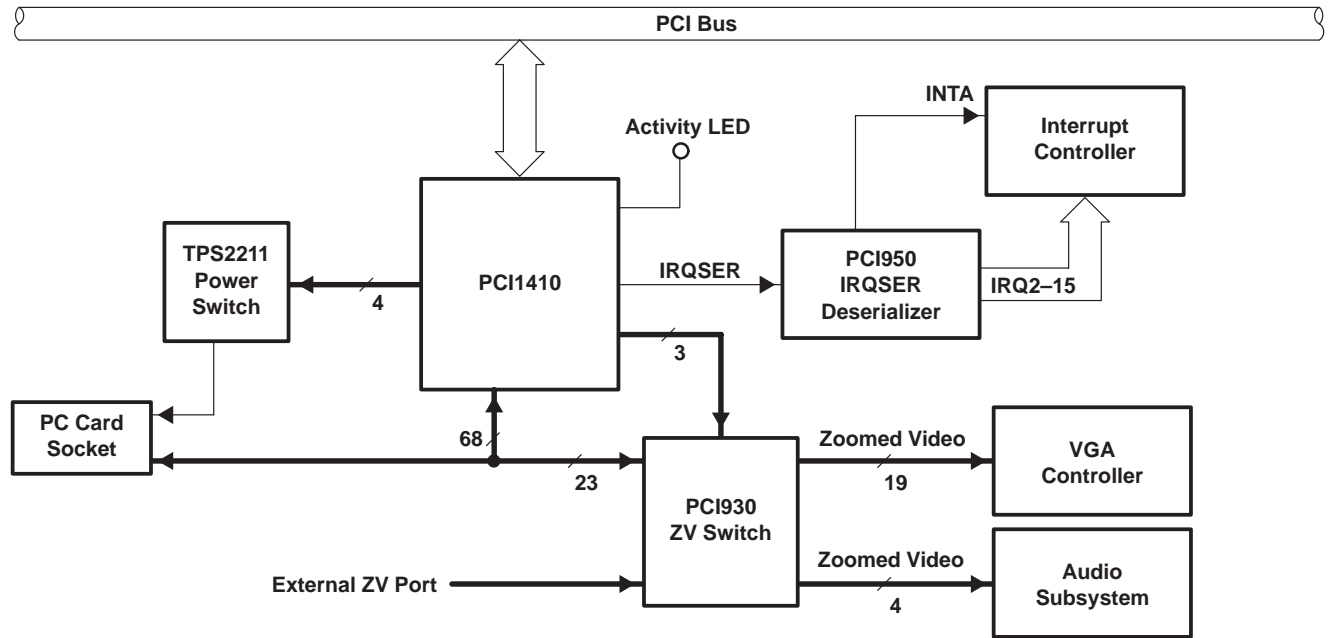 PCI Bus
Activity LED
INTA
Interrupt
Controller
TPS2211
Power
Switch
4
PCI1410
IRQSER
PCI950
IRQSER
Deserializer
IRQ2–15
3
PC Card
Socket
68
23
PCI930
ZV Switch
Zoomed Video
19
VGA
Controller
External ZV Port
Zoomed Video
4
Audio
Subsystem